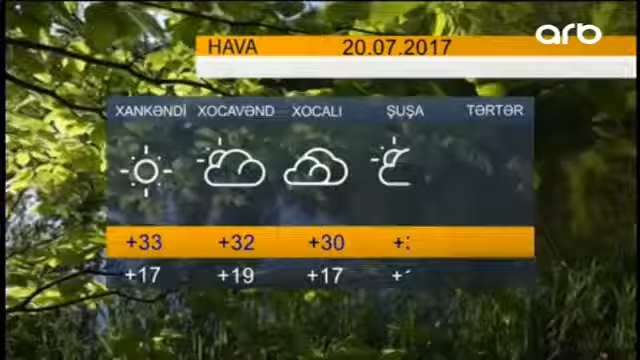 arb
HAVA 20.07.2017
XANKƏNDİ XOCAVƏND XOCALI ŞUŞA TƏRTƏR
+33 +32 +30
+17 +19 +17